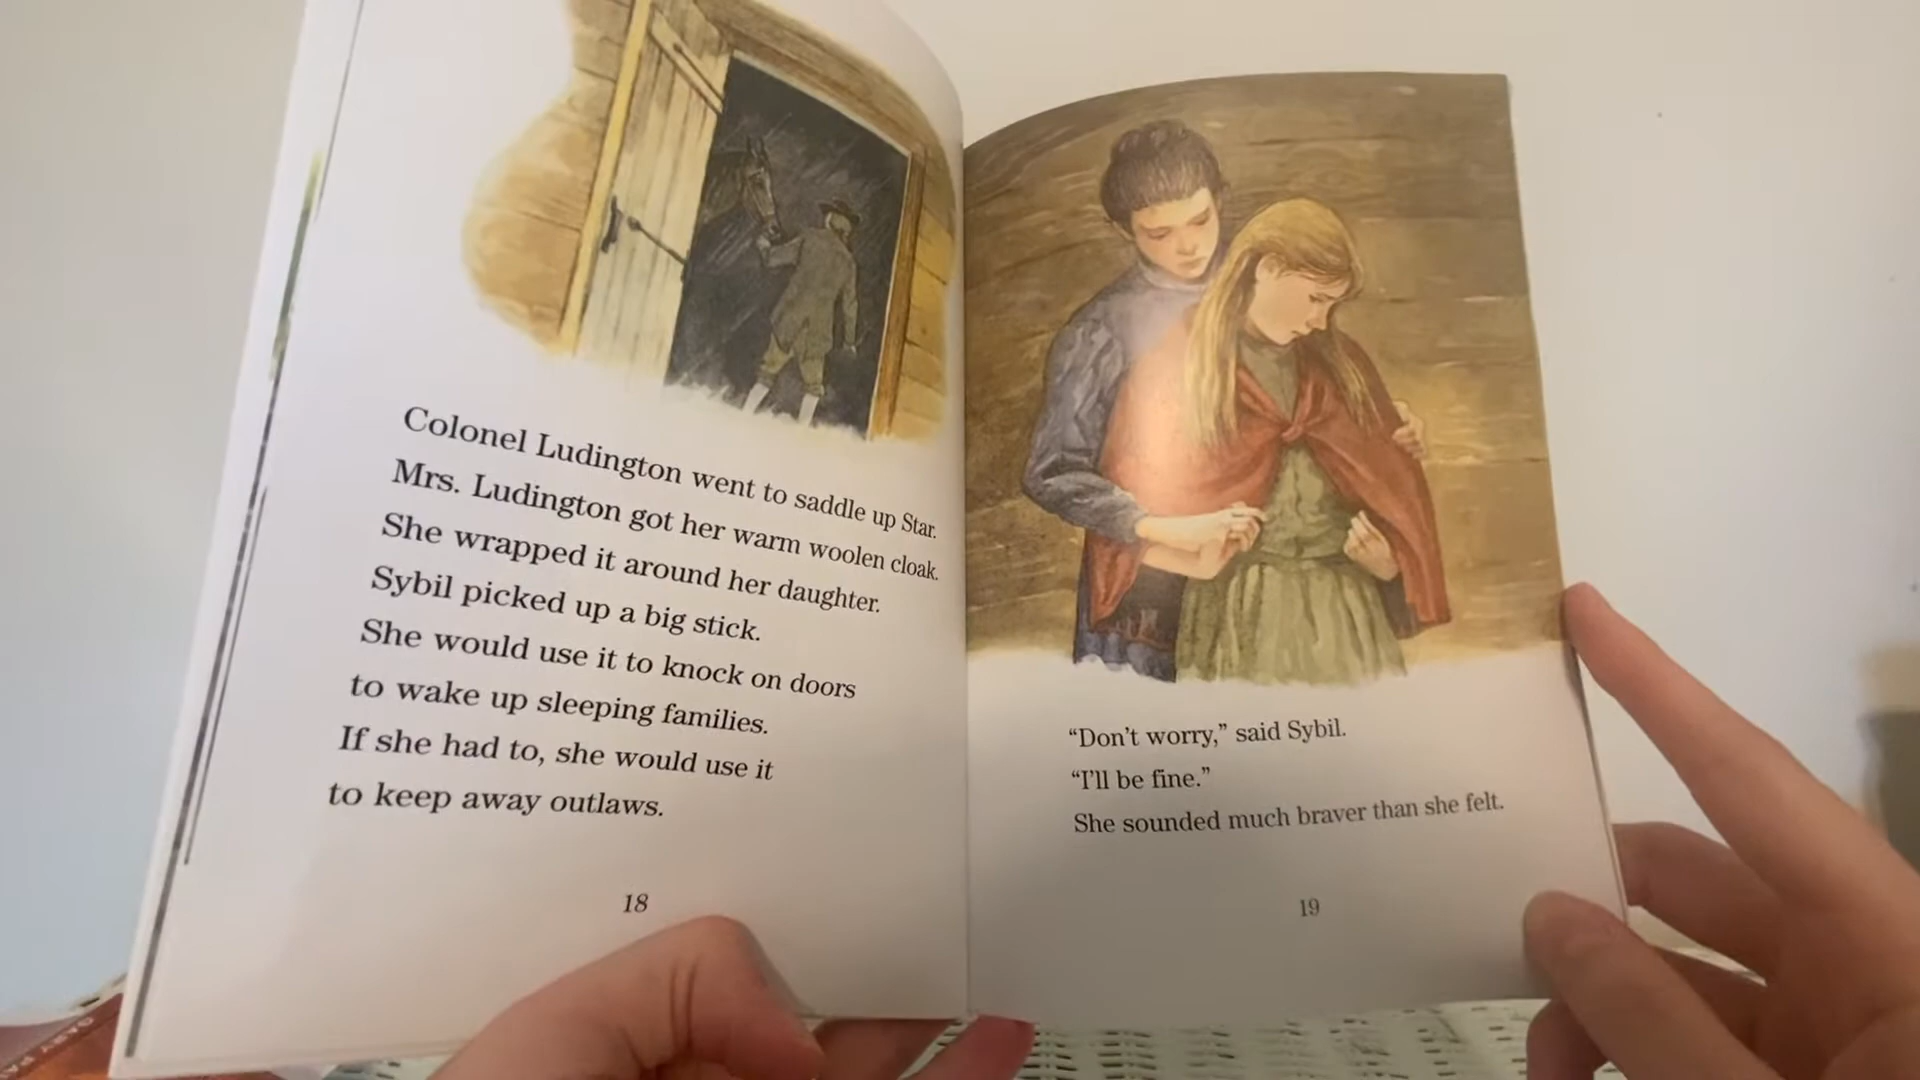 Colonel Ludington went to saddle up Star.
Mrs. Ludington got her warm woolen cloak.
She wrapped it around her daughter.
Sybil picked up a big stick.
She would use it to knock on doors
to wake up sleeping families.
If she had to, she would use it
to keep away outlaws.
18
“Don’t worry,” said Sybil.
“I’ll be fine.”
She sounded much braver than she felt.
19